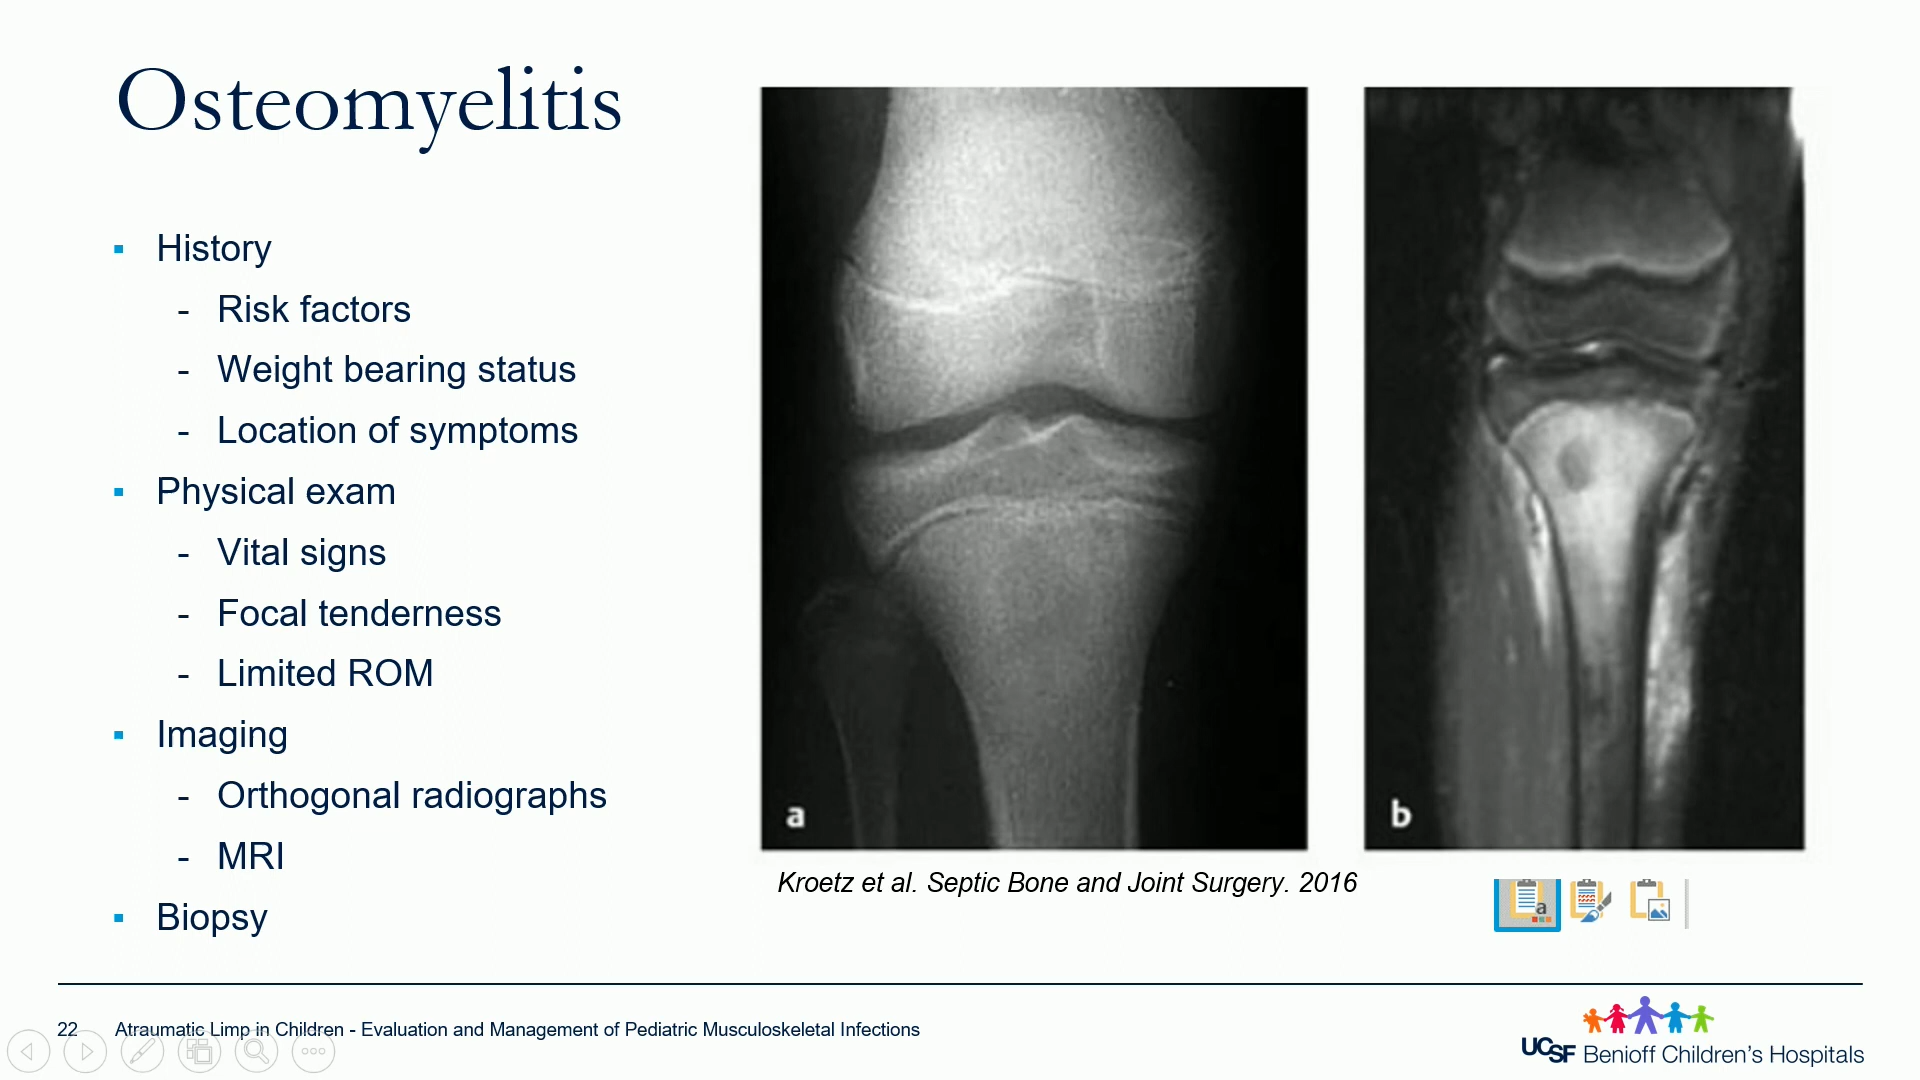 Osteomyelitis
▪ History
- Risk factors
- Weight bearing status
- Location of symptoms
▪ Physical exam
- Vital signs
- Focal tenderness
- Limited ROM
▪ Imaging
- Orthogonal radiographs
- MRI
▪ Biopsy
a
b
Kroetz et al. Septic Bone and Joint Surgery. 2016
a
22 Atraumatic Limp in Children - Evaluation and Management of Pediatric Musculoskeletal Infections
UCSF Benioff Children's Hospitals